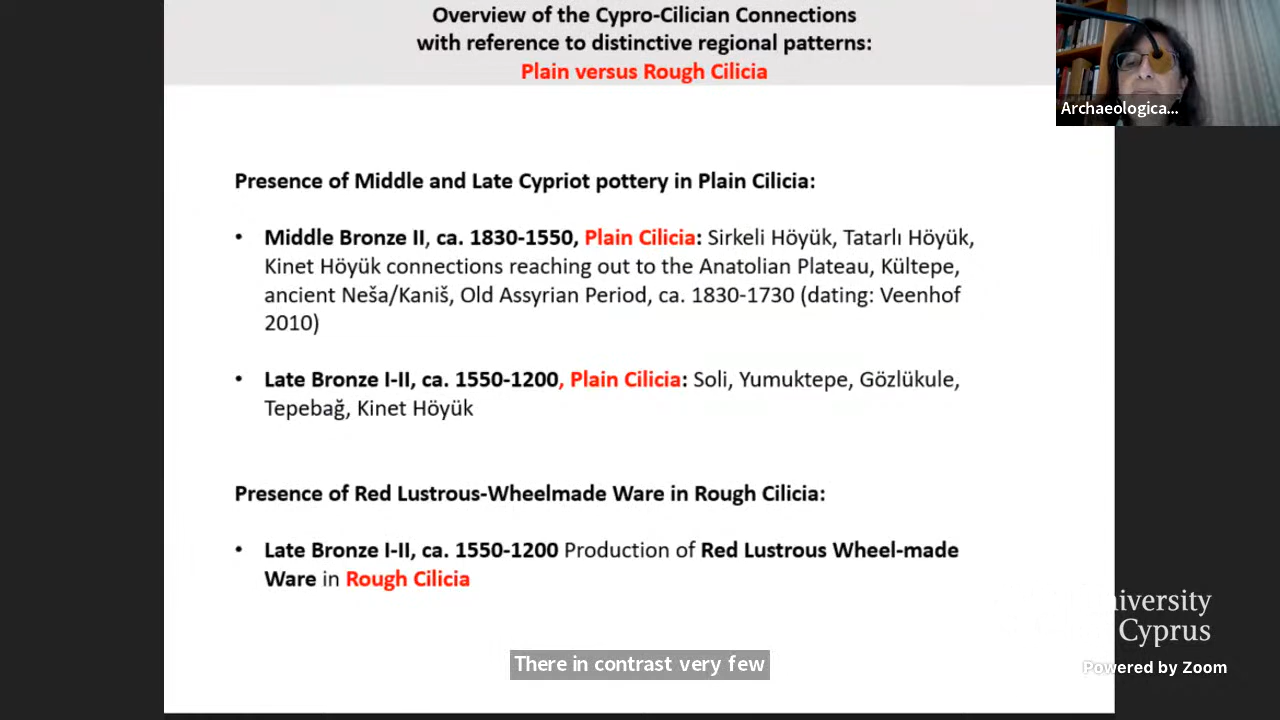 Overview of the Cypro-Cilician Connections
with reference to distinctive regional patterns:
Plain versus Rough Cilicia
Archaeologica...
Presence of Middle and Late Cypriot pottery in Plain Cilicia:
• Middle Bronze II, ca. 1830-1550, Plain Cilicia: Sirkeli Höyük, Tatarlı Höyük,
Kinet Höyük connections reaching out to the Anatolian Plateau, Kültepe,
ancient Neša/Kaniš, Old Assyrian Period, ca. 1830-1730 (dating: Veenhof
2010)
• Late Bronze I-II, ca. 1550-1200, Plain Cilicia: Soli, Yumuktepe, Gözlükule,
Tepebağ, Kinet Höyük
Presence of Red Lustrous-Wheelmade Ware in Rough Cilicia:
• Late Bronze I-II, ca. 1550-1200 Production of Red Lustrous Wheel-made
Ware in Rough Cilicia
niversity
Cyprus
Powered by Zoom
There in contrast very few